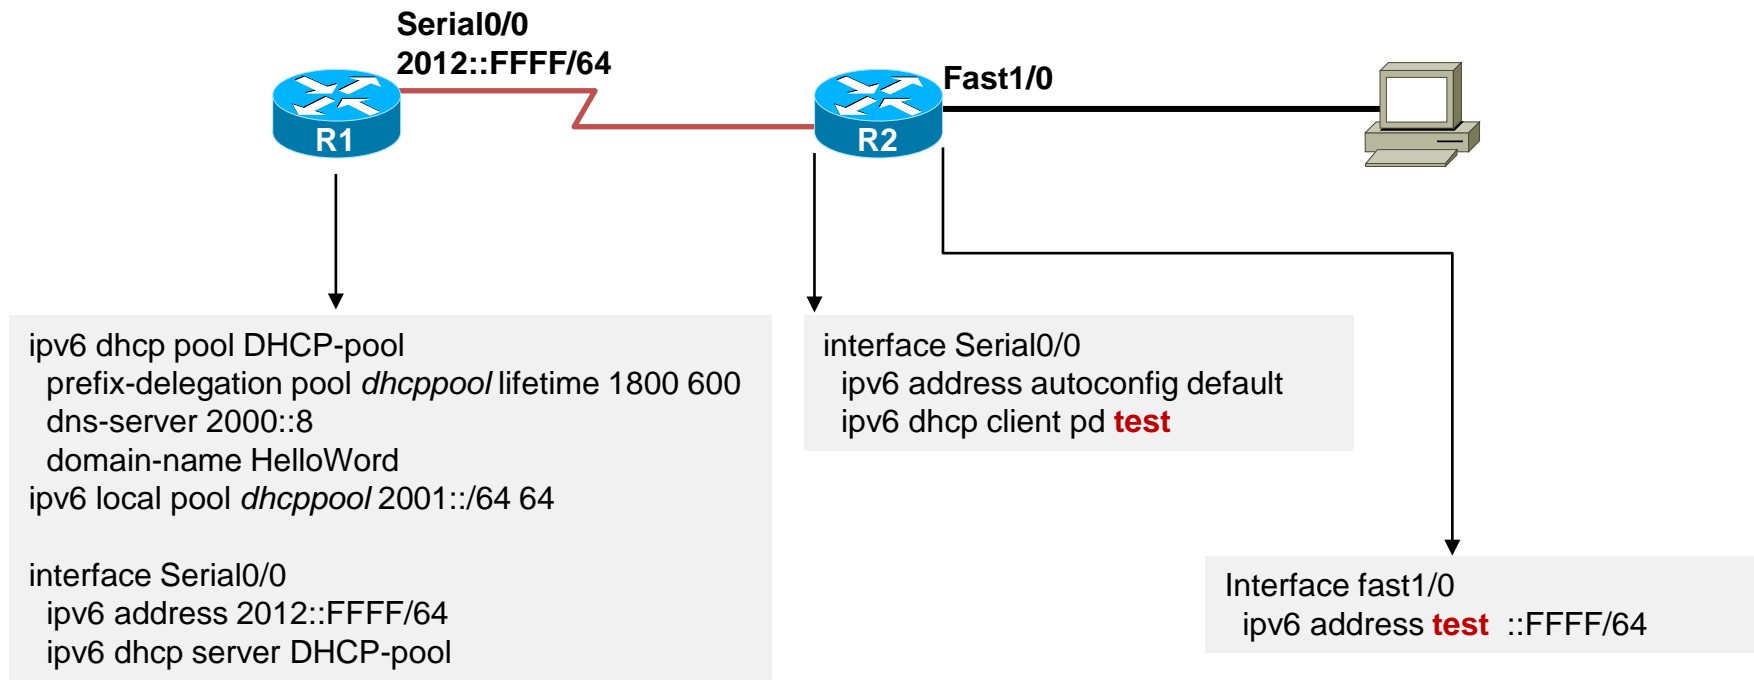 Serial0/0
2012::FFFF/64
Fast1/0
R1
R2
ipv6 dhcp pool DHCP-pool
prefix-delegation pool dhcppool lifetime 1800 600
dns-server 2000::8
domain-name HelloWord
ipv6 local pool dhcppool 2001::/64 64
interface Serial0/0
ipv6 address 2012::FFFF/64
ipv6 dhcp server DHCP-pool
interface Serial0/0
ipv6 address autoconfig default
ipv6 dhcp client pd test
Interface fast1/0
ipv6 address test ::FFFF/64